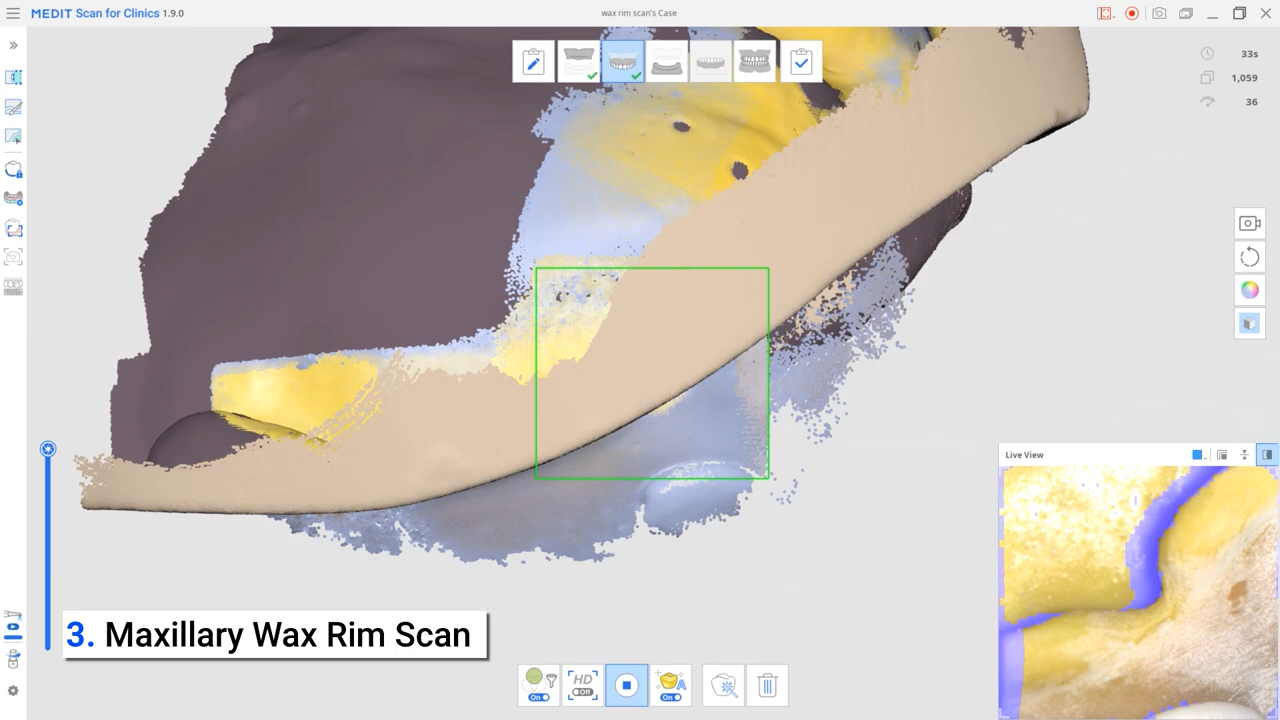 MEDIT Scan for Clinics 1.9.0
wax rim scan's Case
33s
1,059
36
Live View
3. Maxillary Wax Rim Scan
On
HD
Off
A
On